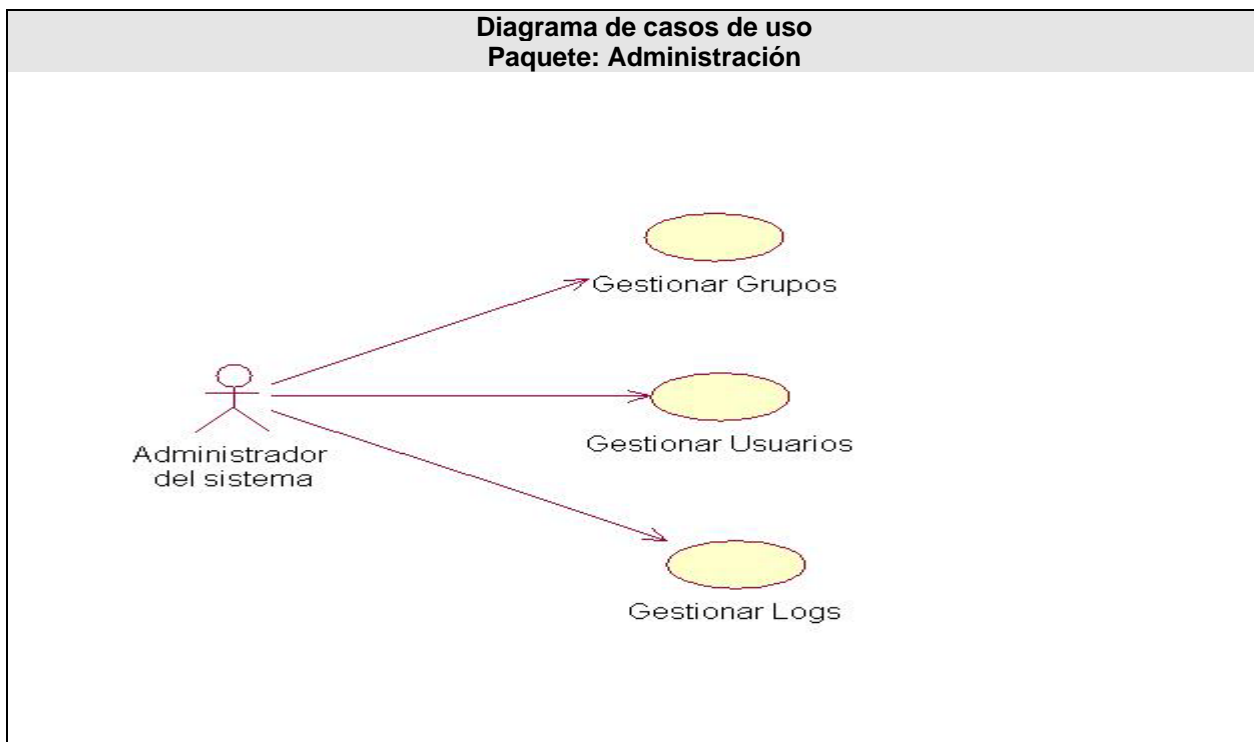 Diagrama de casos de uso
Paquete: Administración
Gestionar Grupos
Gestionar Usuarios
Administrador
del sistema
Gestionar Logs